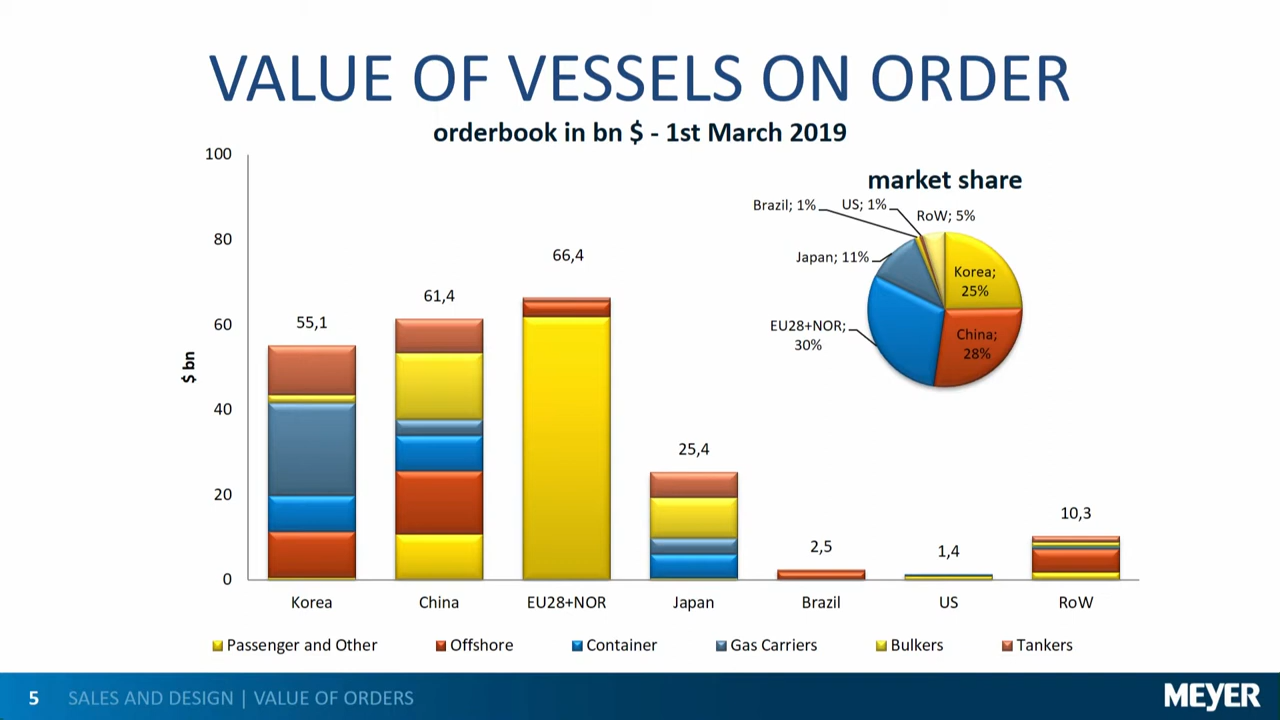 VALUE OF VESSELS ON ORDER
orderbook in bn $ - 1st March 2019
100
80
60
40
20
0
$ bn
55,1
61,4
66,4
25,4
2,5
1,4
10,3
Korea
China
EU28+NOR
Japan
Brazil
US
RoW
market share
Brazil; 1%
US; 1%
RoW; 5%
Japan; 11%
Korea;
25%
EU28+NOR;
30%
China;
28%
Passenger and Other
Offshore
Container
Gas Carriers
Bulkers
Tankers
5 SALES AND DESIGN | VALUE OF ORDERS
MEYER